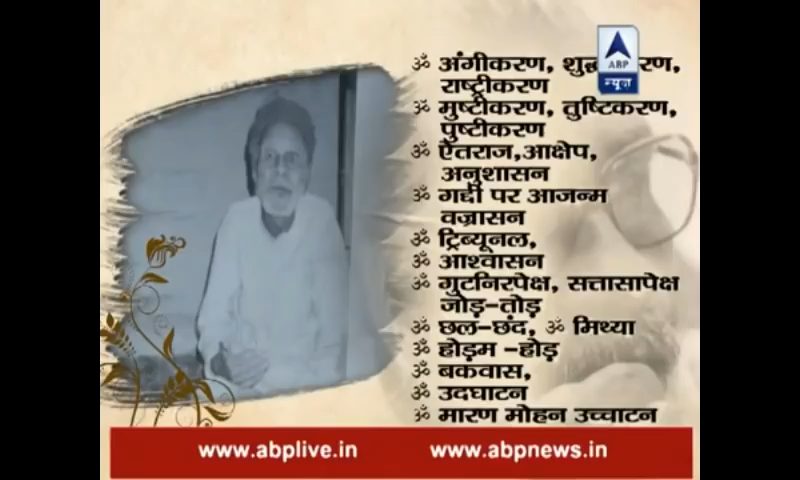 ABP
न्यूज़
ॐ अंगीकरण, शुद्धीकरण,
राष्ट्रीकरण
ॐ मुष्टीकरण, तुष्टिकरण,
पुष्टीकरण
ॐ ऐतराज,आक्षेप,
अनुशासन
ॐ गद्दी पर आजन्म
वज्रासन
ॐ ट्रिब्यूनल,
ॐ आश्वासन
ॐ गुटनिरपेक्ष, सत्तासापेक्ष
जोड़-तोड़
ॐ छल-छंद, ॐ मिथ्या
ॐ होड़म -होड़
ॐ बकवास,
ॐ उदघाटन
ॐ मारण मोहन उच्चाटन
www.abplive.in www.abpnews.in